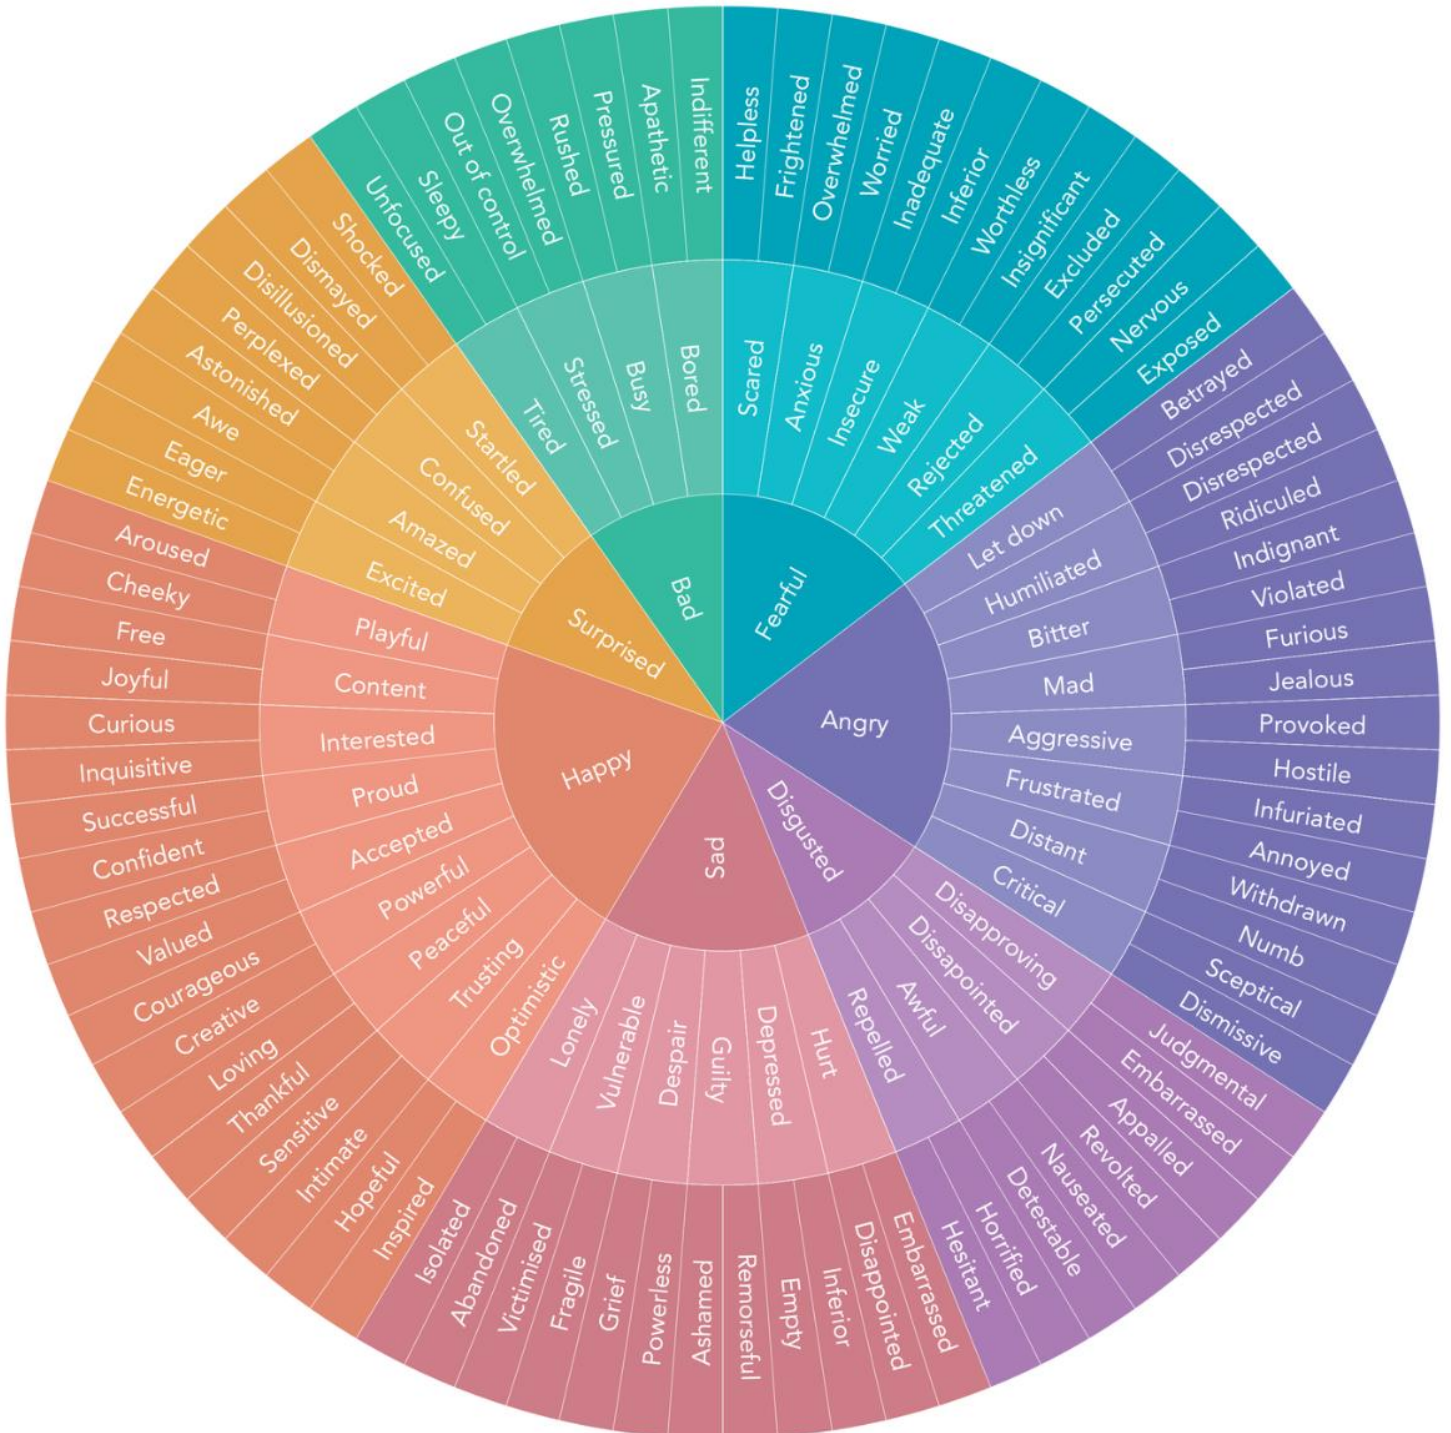 Fearful
Angry
Disgusted
Sad
Happy
Surprised
Bad
Scared
Anxious
Insecure
Weak
Rejected
Threatened
Let down
Humiliated
Bitter
Mad
Aggressive
Frustrated
Distant
Critical
Disapproving
Dissapointed
Awful
Repelled
Hurt
Depressed
Guilty
Despair
Vulnerable
Lonely
Optimistic
Trusting
Peaceful
Powerful
Accepted
Proud
Interested
Content
Playful
Excited
Amazed
Confused
Startled
Tired
Stressed
Busy
Bored
Helpless
Frightened
Overwhelmed
Worried
Inadequate
Inferior
Worthless
Insignificant
Excluded
Persecuted
Nervous
Exposed
Betrayed
Disrespected
Disrespected
Ridiculed
Indignant
Violated
Furious
Jealous
Provoked
Hostile
Infuriated
Annoyed
Withdrawn
Numb
Sceptical
Dismissive
Judgmental
Embarrassed
Appalled
Revolted
Nauseated
Detestable
Horrified
Hesitant
Embarrassed
Disappointed
Inferior
Empty
Remorseful
Ashamed
Powerless
Grief
Fragile
Victimised
Abandoned
Isolated
Inspired
Hopeful
Intimate
Sensitive
Thankful
Loving
Creative
Courageous
Valued
Respected
Confident
Successful
Inquisitive
Curious
Joyful
Free
Cheeky
Aroused
Energetic
Eager
Awe
Astonished
Perplexed
Disillusioned
Dismayed
Shocked
Unfocused
Sleepy
Out of control
Overwhelmed
Rushed
Pressured
Apathetic
Indifferent